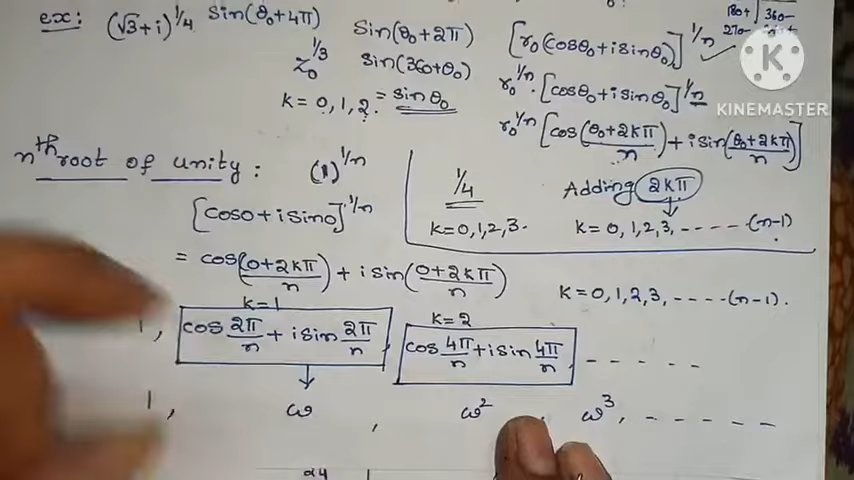 ex: (√3+i)^1/4 sin(θ₀+4π) sin(θ₀+2π) [r₀(cosθ₀+isinθ₀)]^1/n
180+ 360-
270-
z₀^1/3 sin(360+θ₀) r₀^1/n . [cosθ₀+isinθ₀]^1/n
K = 0,1,2 = sinθ₀
r₀^1/n [cos(θ₀+2kπ/n) + i sin(θ₀+2kπ/n)]
KINEMASTER
nth root of unity : (1)^1/n
1/4 Adding 2kπ
[cos0+isin0]^1/n K=0,1,2,3. K=0,1,2,3,-----(n-1)
= cos(0+2kπ/n) + i sin(0+2kπ/n) K=0,1,2,3,----(n-1).
K=1 K=2
1, cos 2π/n + i sin 2π/n , cos 4π/n + i sin 4π/n , - - - - -
1, ω , ω² , ω³, - - - - -